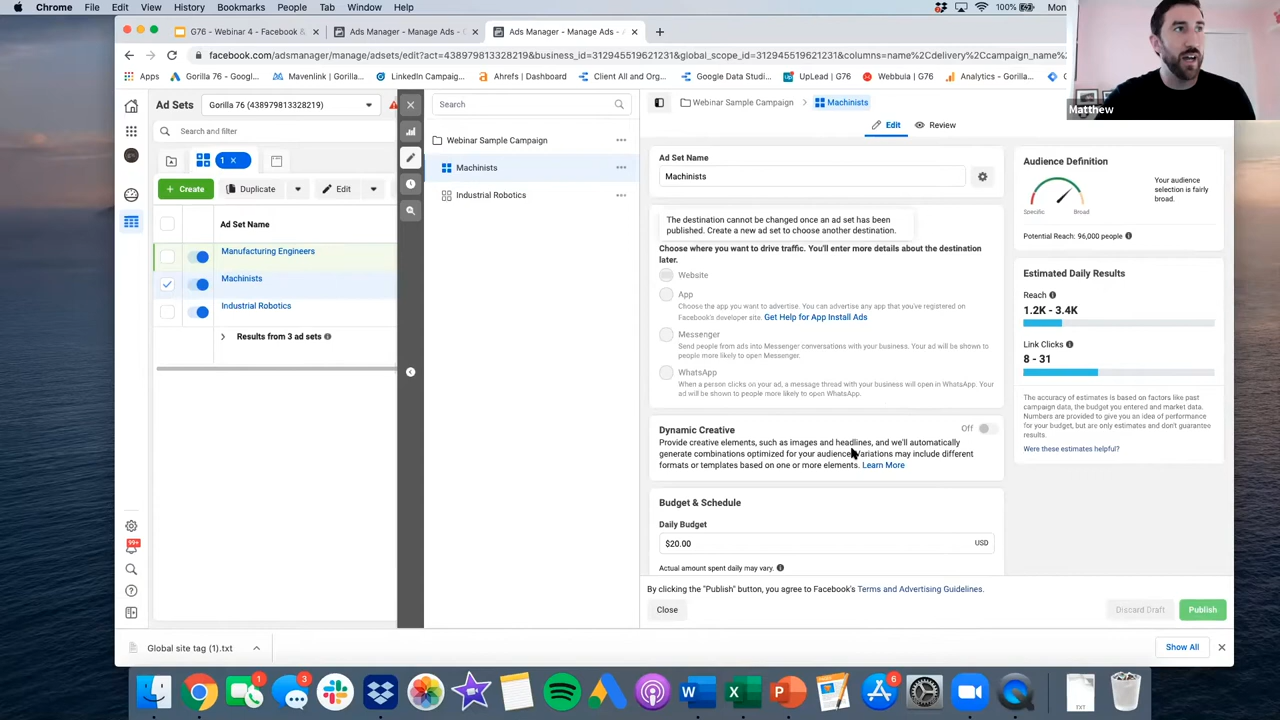 Chrome File Edit View History Bookmarks People Tab Window Help
100% Mon
G76 - Webinar 4 - Facebook & × Ads Manager - Manage Ads - C × Ads Manager - Manage Ads - E × +
facebook.com/adsmanager/manage/adsets/edit?act=438979813328219&business_id=312945519621231&global_scope_id=312945519621231&columns=name%2Cdelivery%2Ccampaign_name%
Apps Gorilla 76 - Googl... Mavenlink | Gorilla... LinkedIn Campaig... Ahrefs | Dashboard Client All and Org... Google Data Studi... UpLead | G76 Webbula | G76 Analytics - Gorilla...
Matthew
Ad Sets Gorilla 76 (438979813328219)
Search and filter
1 ×
+ Create Duplicate Edit
Ad Set Name
Manufacturing Engineers
Machinists
Industrial Robotics
Results from 3 ad sets
99+
Search
Webinar Sample Campaign
Machinists
Industrial Robotics
Webinar Sample Campaign > Machinists
Edit Review
Ad Set Name
Machinists
The destination cannot be changed once an ad set has been
published. Create a new ad set to choose another destination.
Choose where you want to drive traffic. You'll enter more details about the destination
later.
Website
App
Choose the app you want to advertise. You can advertise any app that you've registered on
Facebook's developer site. Get Help for App Install Ads
Messenger
Send people from ads into Messenger conversations with your business. Your ad will be shown to
people more likely to open Messenger.
WhatsApp
When a person clicks on your ad, a message thread with your business will open in WhatsApp. Your
ad will be shown to people more likely to open WhatsApp.
Dynamic Creative Off
Provide creative elements, such as images and headlines, and we'll automatically
generate combinations optimized for your audience. Variations may include different
formats or templates based on one or more elements. Learn More
Budget & Schedule
Daily Budget
$20.00 USD
Actual amount spent daily may vary.
By clicking the "Publish" button, you agree to Facebook's Terms and Advertising Guidelines.
Close Discard Draft Publish
Audience Definition
Specific Broad
Your audience
selection is fairly
broad.
Potential Reach: 96,000 people
Estimated Daily Results
Reach
1.2K - 3.4K
Link Clicks
8 - 31
The accuracy of estimates is based on factors like past
campaign data, the budget you entered and market data.
Numbers are provided to give you an idea of performance
for your budget, but are only estimates and don't guarantee
results.
Were these estimates helpful?
Global site tag (1).txt Show All ×
1 3 6
TXT